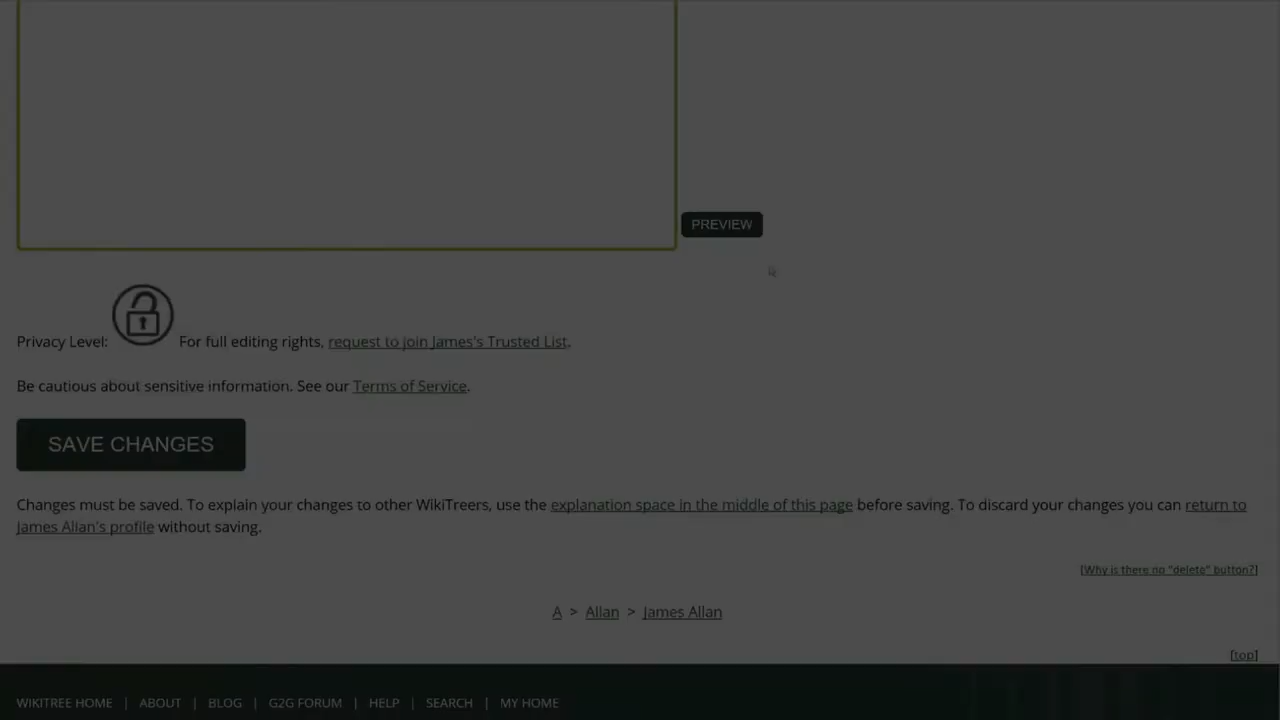 PREVIEW
Privacy Level: For full editing rights, request to join James's Trusted List.
Be cautious about sensitive information. See our Terms of Service.
SAVE CHANGES
Changes must be saved. To explain your changes to other WikiTreers, use the explanation space in the middle of this page before saving. To discard your changes you can return to
James Allan's profile without saving.
[Why is there no "delete" button?]
A > Allan > James Allan
[top]
WIKITREE HOME | ABOUT | BLOG | G2G FORUM | HELP | SEARCH | MY HOME